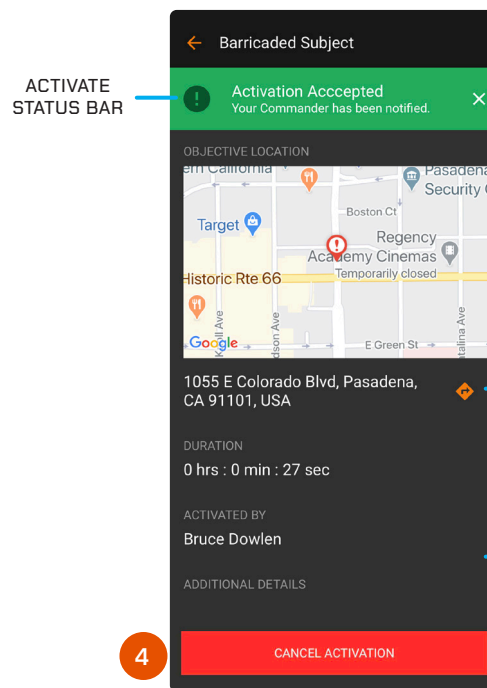 Barricaded Subject
ACTIVATE
STATUS BAR
Activation Acccepted
Your Commander has been notified.
OBJECTIVE LOCATION
ern California
Pasadena
Security
Boston Ct
Target
Regency
Academy Cinemas
Temporarily closed
Historic Rte 66
Google
E Green St
1055 E Colorado Blvd, Pasadena,
CA 91101, USA
DURATION
0 hrs : 0 min : 27 sec
ACTIVATED BY
Bruce Dowlen
ADDITIONAL DETAILS
4
CANCEL ACTIVATION